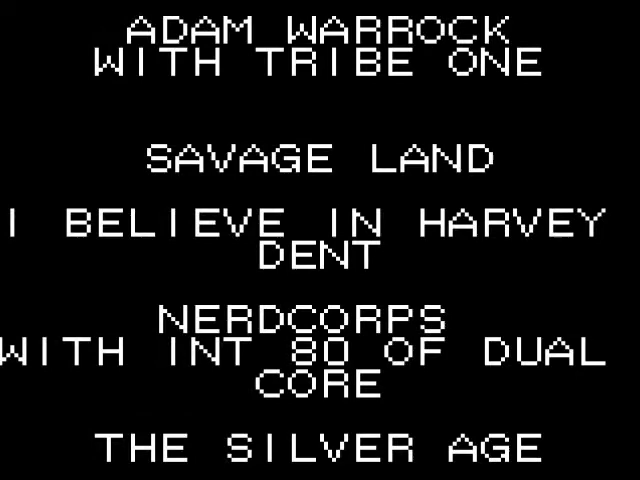 ADAM WARROCK
WITH TRIBE ONE
SAVAGE LAND
I BELIEVE IN HARVEY
DENT
NERDCORPS
WITH INT 80 OF DUAL
CORE
THE SILVER AGE